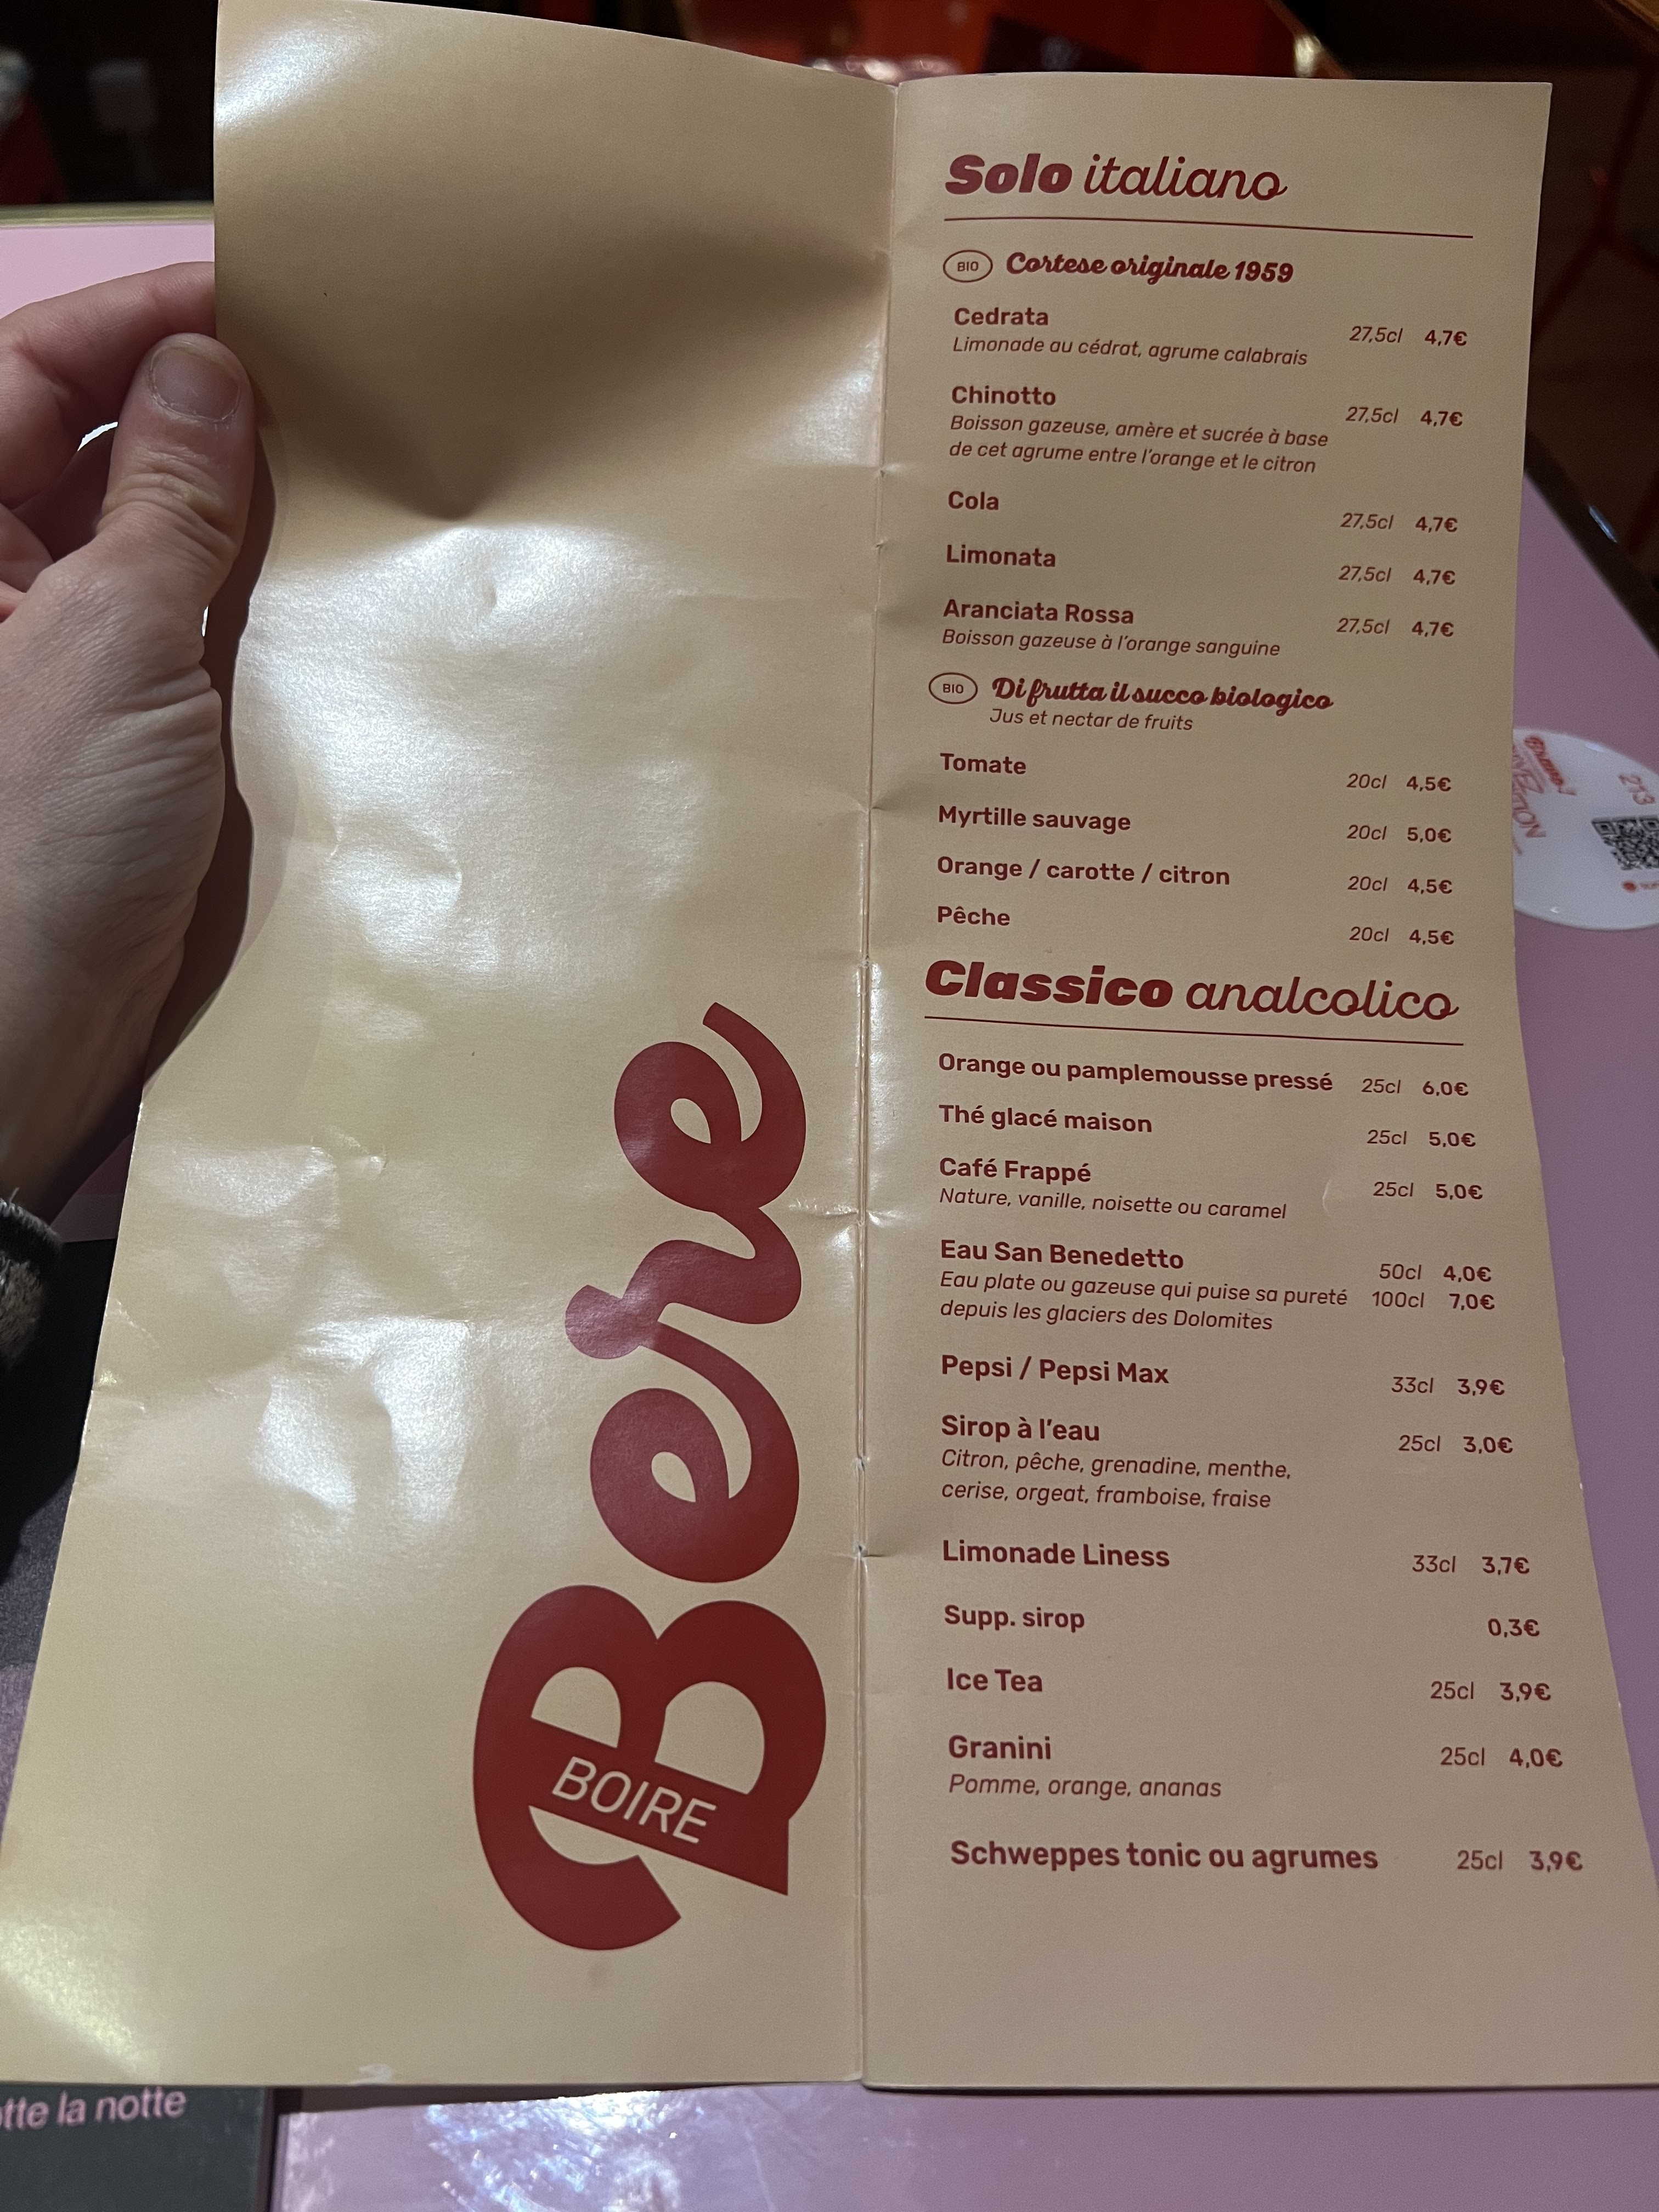 Bere
BOIRE
Solo italiano
BIO Cortese originale 1959
Cedrata 27,5cl 4,7€
Limonade au cédrat, agrume calabrais
Chinotto 27,5cl 4,7€
Boisson gazeuse, amère et sucrée à base
de cet agrume entre l'orange et le citron
Cola 27,5cl 4,7€
Limonata 27,5cl 4,7€
Aranciata Rossa 27,5cl 4,7€
Boisson gazeuse à l'orange sanguine
BIO Di frutta il succo biologico
Jus et nectar de fruits
Tomate 20cl 4,5€
Myrtille sauvage 20cl 5,0€
Orange / carotte / citron 20cl 4,5€
Pêche 20cl 4,5€
Classico analcolico
Orange ou pamplemousse pressé 25cl 6,0€
Thé glacé maison 25cl 5,0€
Café Frappé 25cl 5,0€
Nature, vanille, noisette ou caramel
Eau San Benedetto 50cl 4,0€
Eau plate ou gazeuse qui puise sa pureté 100cl 7,0€
depuis les glaciers des Dolomites
Pepsi / Pepsi Max 33cl 3,9€
Sirop à l'eau 25cl 3,0€
Citron, pêche, grenadine, menthe,
cerise, orgeat, framboise, fraise
Limonade Liness 33cl 3,7€
Supp. sirop 0,3€
Ice Tea 25cl 3,9€
Granini 25cl 4,0€
Pomme, orange, ananas
Schweppes tonic ou agrumes 25cl 3,9€
213
la notte